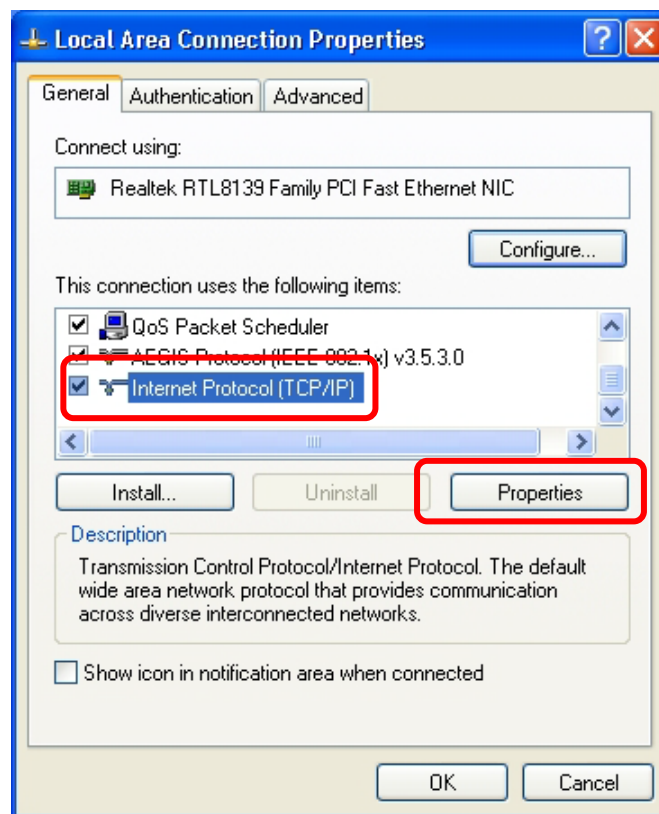 Local Area Connection Properties
General Authentication Advanced
Connect using:
Realtek RTL8139 Family PCI Fast Ethernet NIC
Configure...
This connection uses the following items:
QoS Packet Scheduler
AEGIS Protocol (IEEE 802.1x) v3.5.3.0
Internet Protocol (TCP/IP)
Install... Uninstall Properties
Description
Transmission Control Protocol/Internet Protocol. The default
wide area network protocol that provides communication
across diverse interconnected networks.
Show icon in notification area when connected
OK Cancel